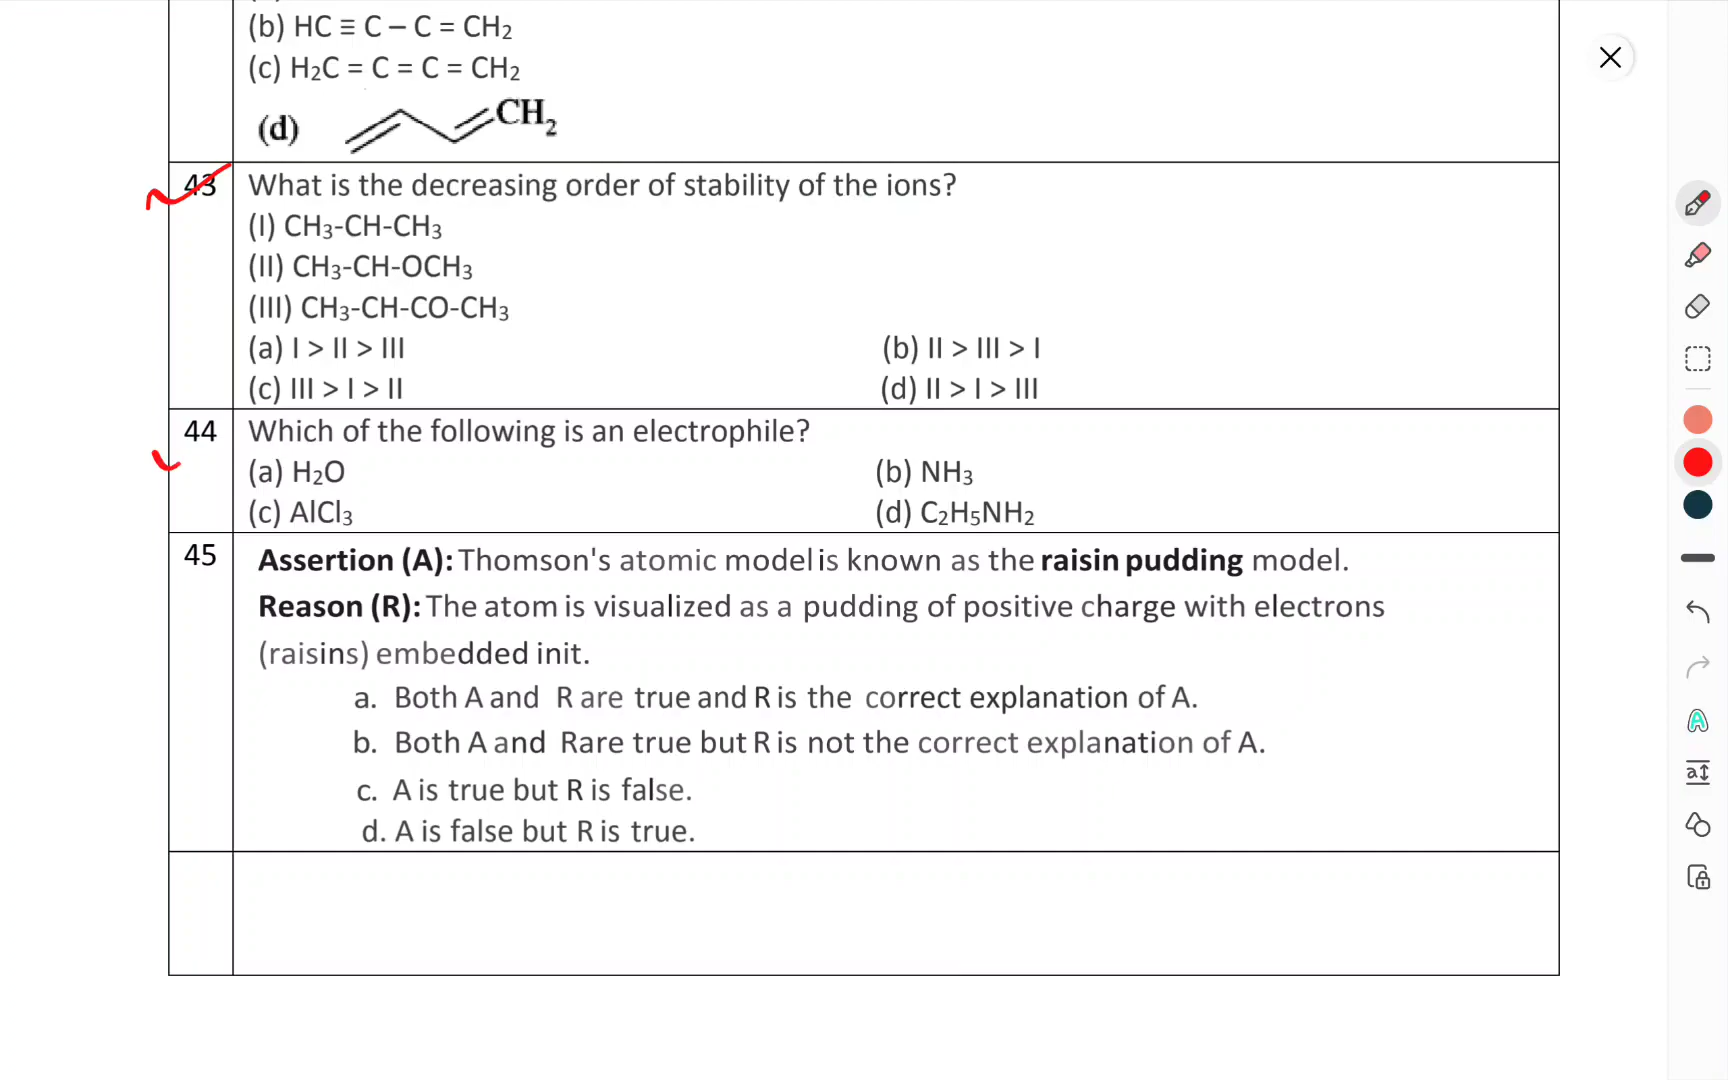 (b) HC ≡ C – C = CH2
(c) H2C = C = C = CH2
(d) CH2
43 What is the decreasing order of stability of the ions?
(I) CH3-CH-CH3
(II) CH3-CH-OCH3
(III) CH3-CH-CO-CH3
(a) I > II > III (b) II > III > I
(c) III > I > II (d) II > I > III
44 Which of the following is an electrophile?
(a) H2O (b) NH3
(c) AlCl3 (d) C2H5NH2
45 Assertion (A): Thomson's atomic model is known as the raisin pudding model.
Reason (R): The atom is visualized as a pudding of positive charge with electrons
(raisins) embedded init.
a. Both A and R are true and R is the correct explanation of A.
b. Both A and Rare true but R is not the correct explanation of A.
c. A is true but R is false.
d. A is false but R is true.